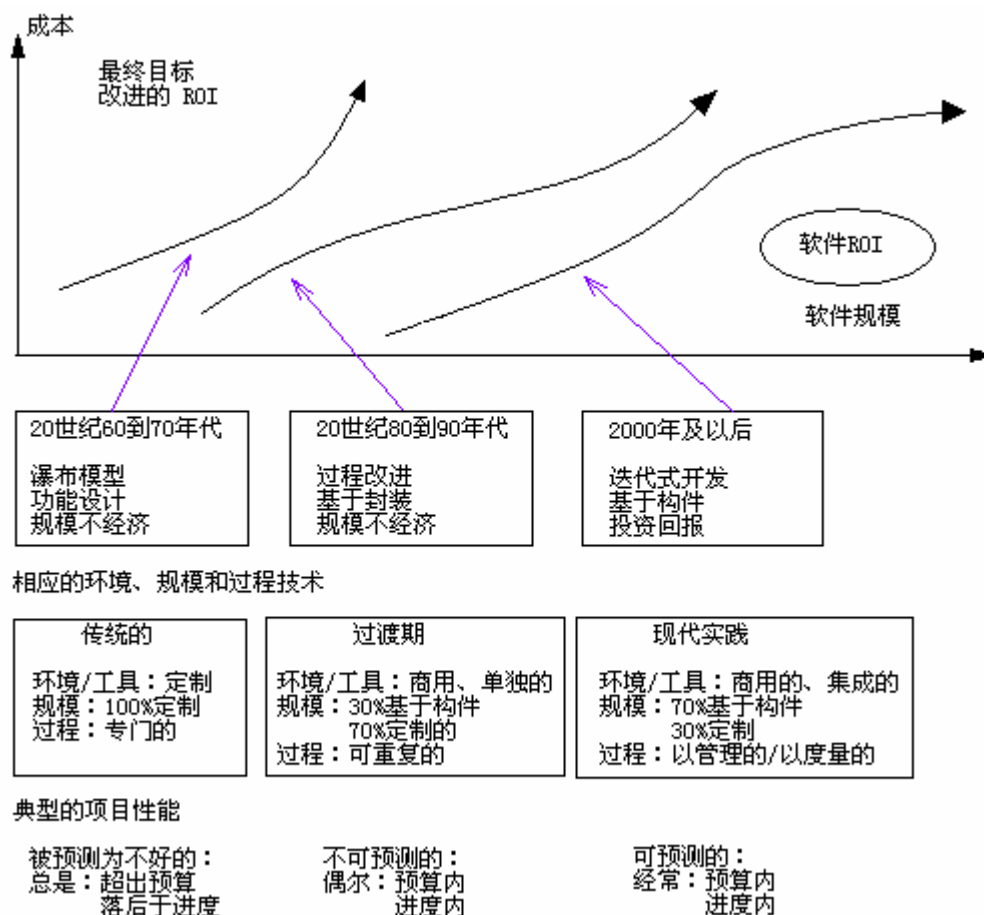 成本
最终目标
改进的 ROI
软件ROI
软件规模
20世纪60到70年代
瀑布模型
功能设计
规模不经济
20世纪80到90年代
过程改进
基于封装
规模不经济
2000年及以后
迭代式开发
基于构件
投资回报
相应的环境、规模和过程技术
传统的
环境/工具：定制
规模：100%定制
过程：专门的
过渡期
环境/工具：商用、单独的
规模：30%基于构件
70%定制的
过程：可重复的
现代实践
环境/工具：商用的、集成的
规模：70%基于构件
30%定制
过程：以管理的/以度量的
典型的项目性能
被预测为不好的：
总是：超出预算
落后于进度
不可预测的：
偶尔：预算内
进度内
可预测的：
经常：预算内
进度内